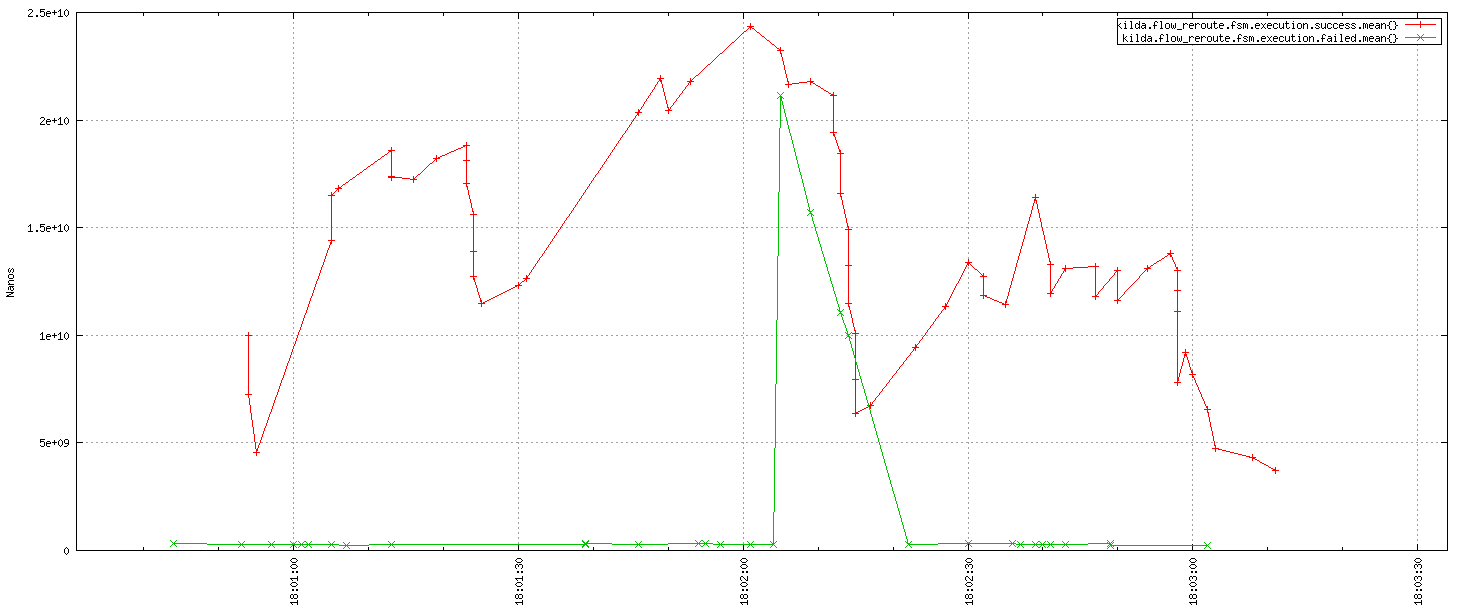 2.5e+10
2e+10
1.5e+10
1e+10
5e+09
0
Nanos
kilda.flow_reroute.fsm.execution.success.mean{}
kilda.flow_reroute.fsm.execution.failed.mean{}
18:01:00
18:01:30
18:02:00
18:02:30
18:03:00
18:03:30